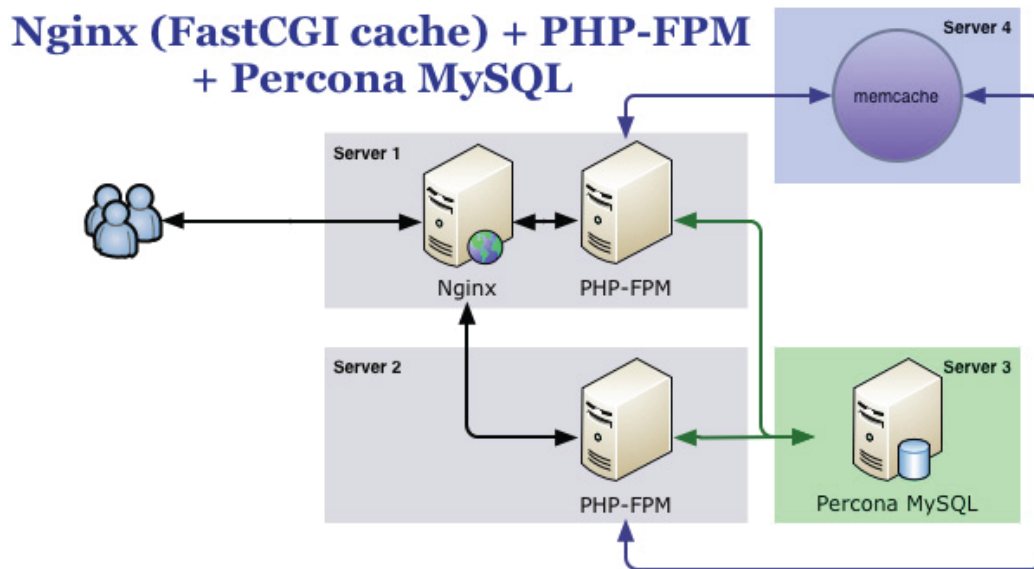 Nginx (FastCGI cache) + PHP-FPM
+ Percona MySQL
Server 4
memcache
Server 1
Nginx
PHP-FPM
Server 2
PHP-FPM
Server 3
Percona MySQL